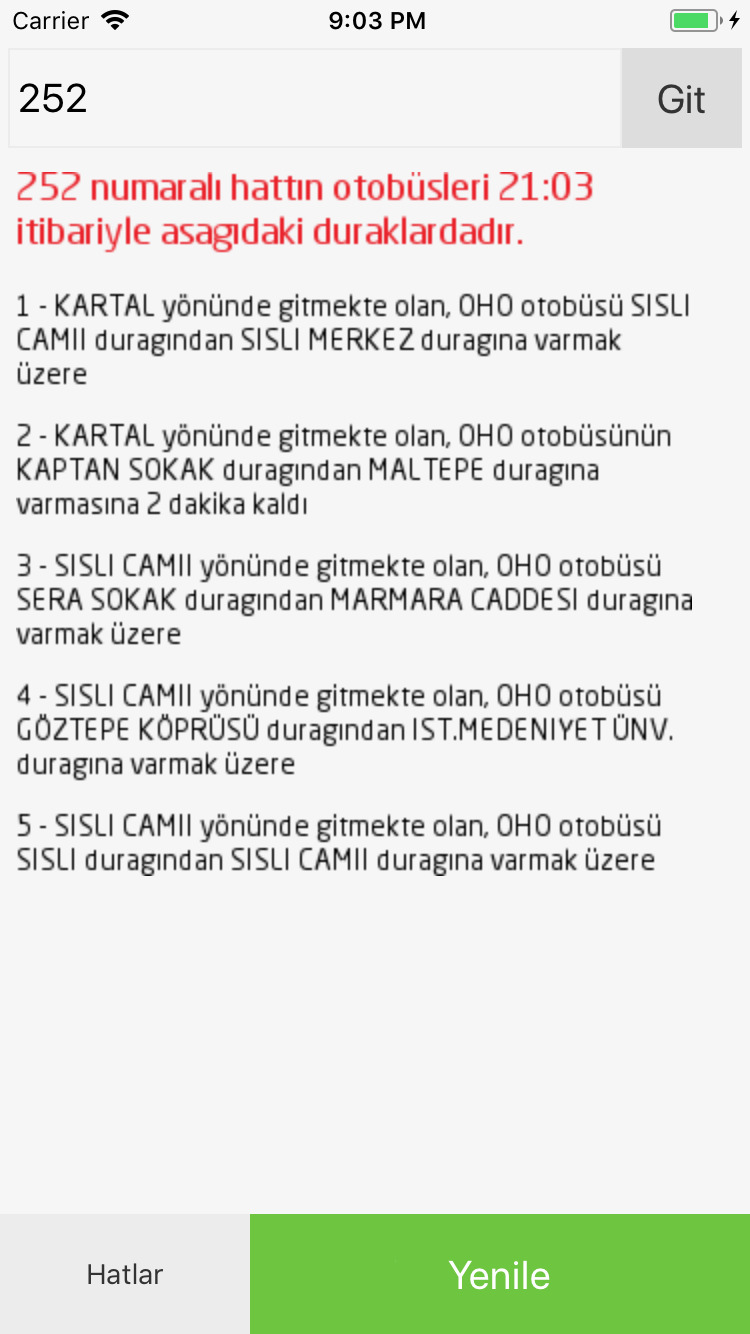 Carrier 9:03 PM
252 Git
252 numaralı hattın otobüsleri 21:03
itibariyle asagıdaki duraklardadır.
1 - KARTAL yönünde gitmekte olan, OHO otobüsü SISLI
CAMII duragından SISLI MERKEZ duragına varmak
üzere
2 - KARTAL yönünde gitmekte olan, OHO otobüsünün
KAPTAN SOKAK duragından MALTEPE duragına
varmasına 2 dakika kaldı
3 - SISLI CAMII yönünde gitmekte olan, OHO otobüsü
SERA SOKAK duragından MARMARA CADDESI duragına
varmak üzere
4 - SISLI CAMII yönünde gitmekte olan, OHO otobüsü
GÖZTEPE KÖPRÜSÜ duragından IST.MEDENIYET ÜNV.
duragına varmak üzere
5 - SISLI CAMII yönünde gitmekte olan, OHO otobüsü
SISLI duragından SISLI CAMII duragına varmak üzere
Hatlar Yenile